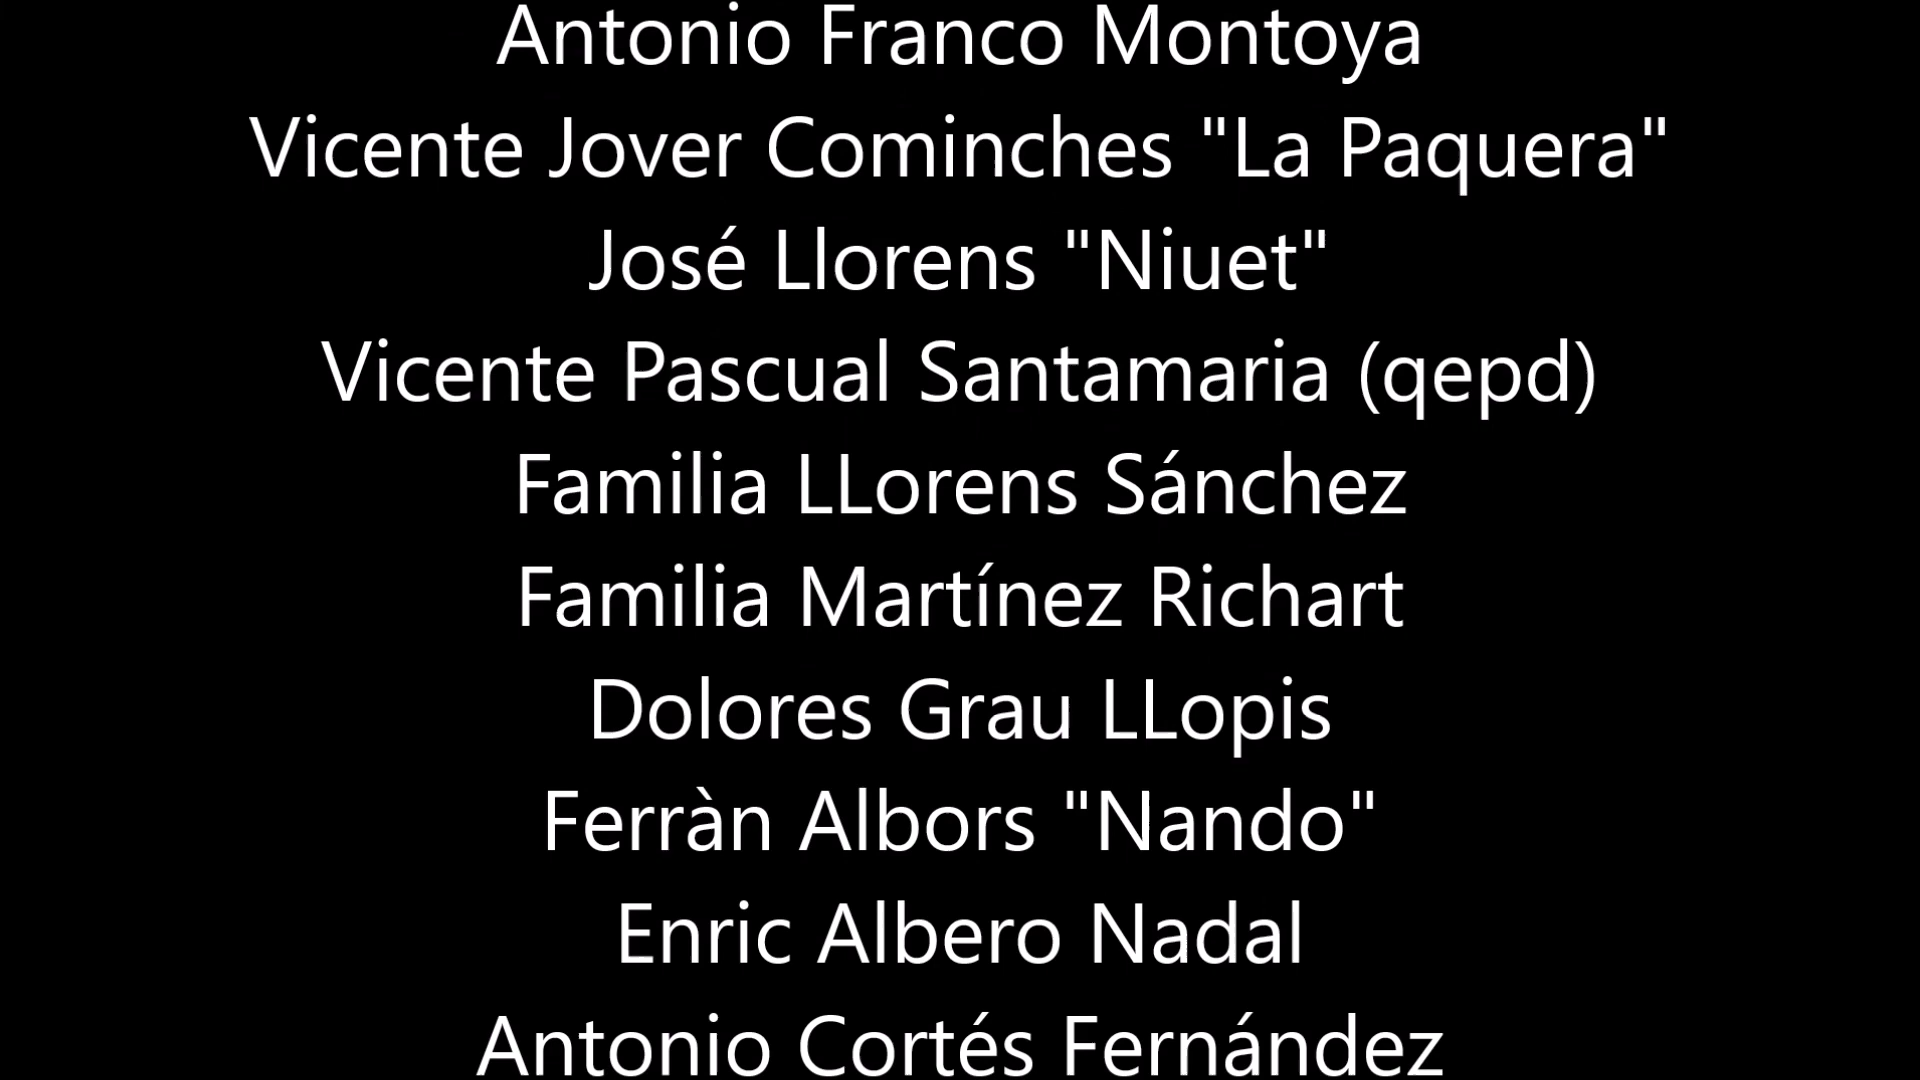 Antonio Franco Montoya
Vicente Jover Cominches "La Paquera"
José Llorens "Niuet"
Vicente Pascual Santamaria (qepd)
Familia LLorens Sánchez
Familia Martínez Richart
Dolores Grau LLopis
Ferràn Albors "Nando"
Enric Albero Nadal
Antonio Cortés Fernández